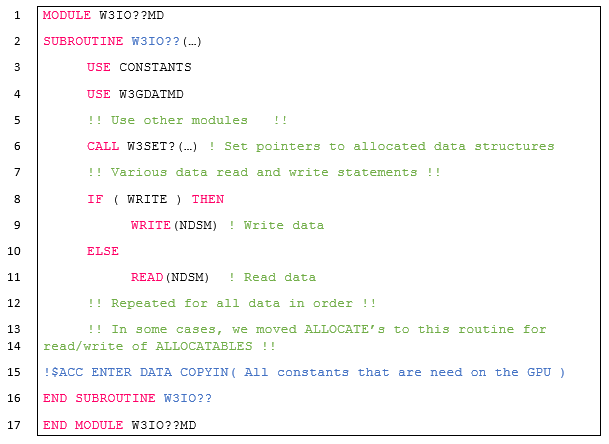 1 MODULE W3IO??MD
2 SUBROUTINE W3IO??(…)
3 USE CONSTANTS
4 USE W3GDATMD
5 !! Use other modules !!
6 CALL W3SET?(…) ! Set pointers to allocated data structures
7 !! Various data read and write statements !!
8 IF ( WRITE ) THEN
9 WRITE(NDSM) ! Write data
10 ELSE
11 READ(NDSM) ! Read data
12 !! Repeated for all data in order !!
13 !! In some cases, we moved ALLOCATE’s to this routine for
14 read/write of ALLOCATABLES !!
15 !$ACC ENTER DATA COPYIN( All constants that are need on the GPU )
16 END SUBROUTINE W3IO??
17 END MODULE W3IO??MD